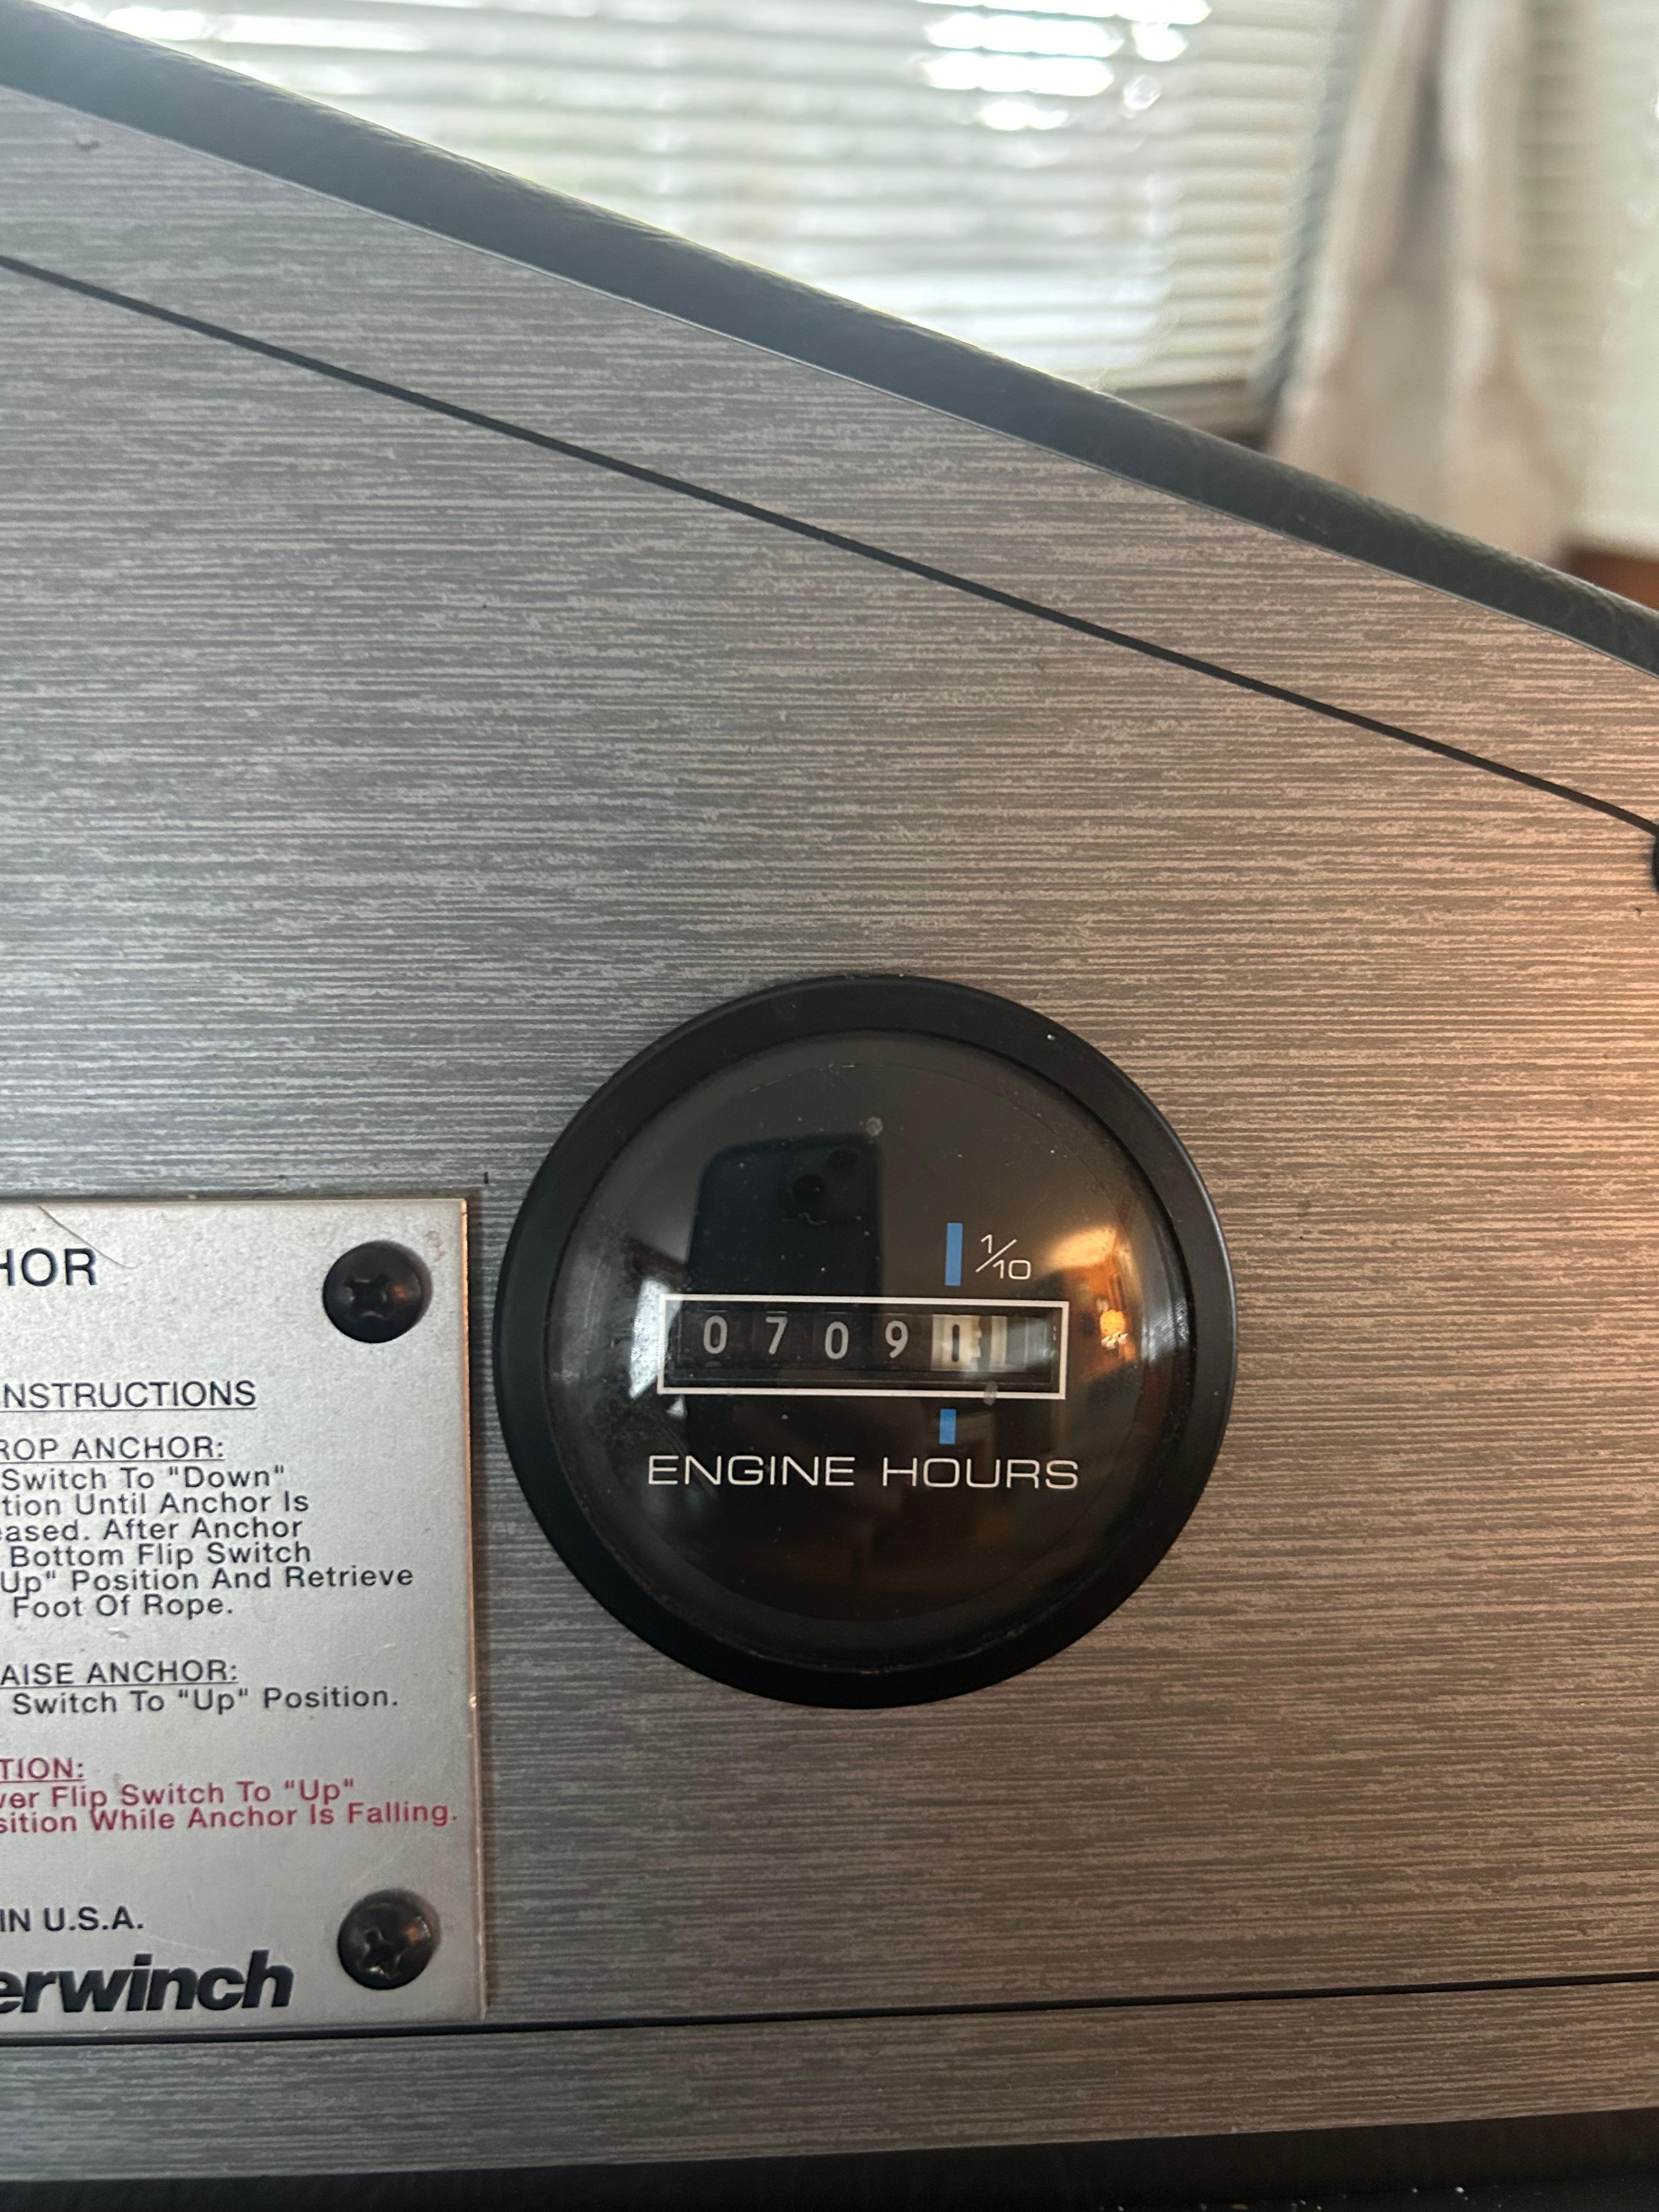 HOR
NSTRUCTIONS
ROP ANCHOR:
Switch To "Down"
tion Until Anchor Is
eased. After Anchor
Bottom Flip Switch
"Up" Position And Retrieve
Foot Of Rope.
AISE ANCHOR:
Switch To "Up" Position.
TION:
ver Flip Switch To "Up"
sition While Anchor Is Falling.
IN U.S.A.
erwinch
1/10
0709
ENGINE HOURS